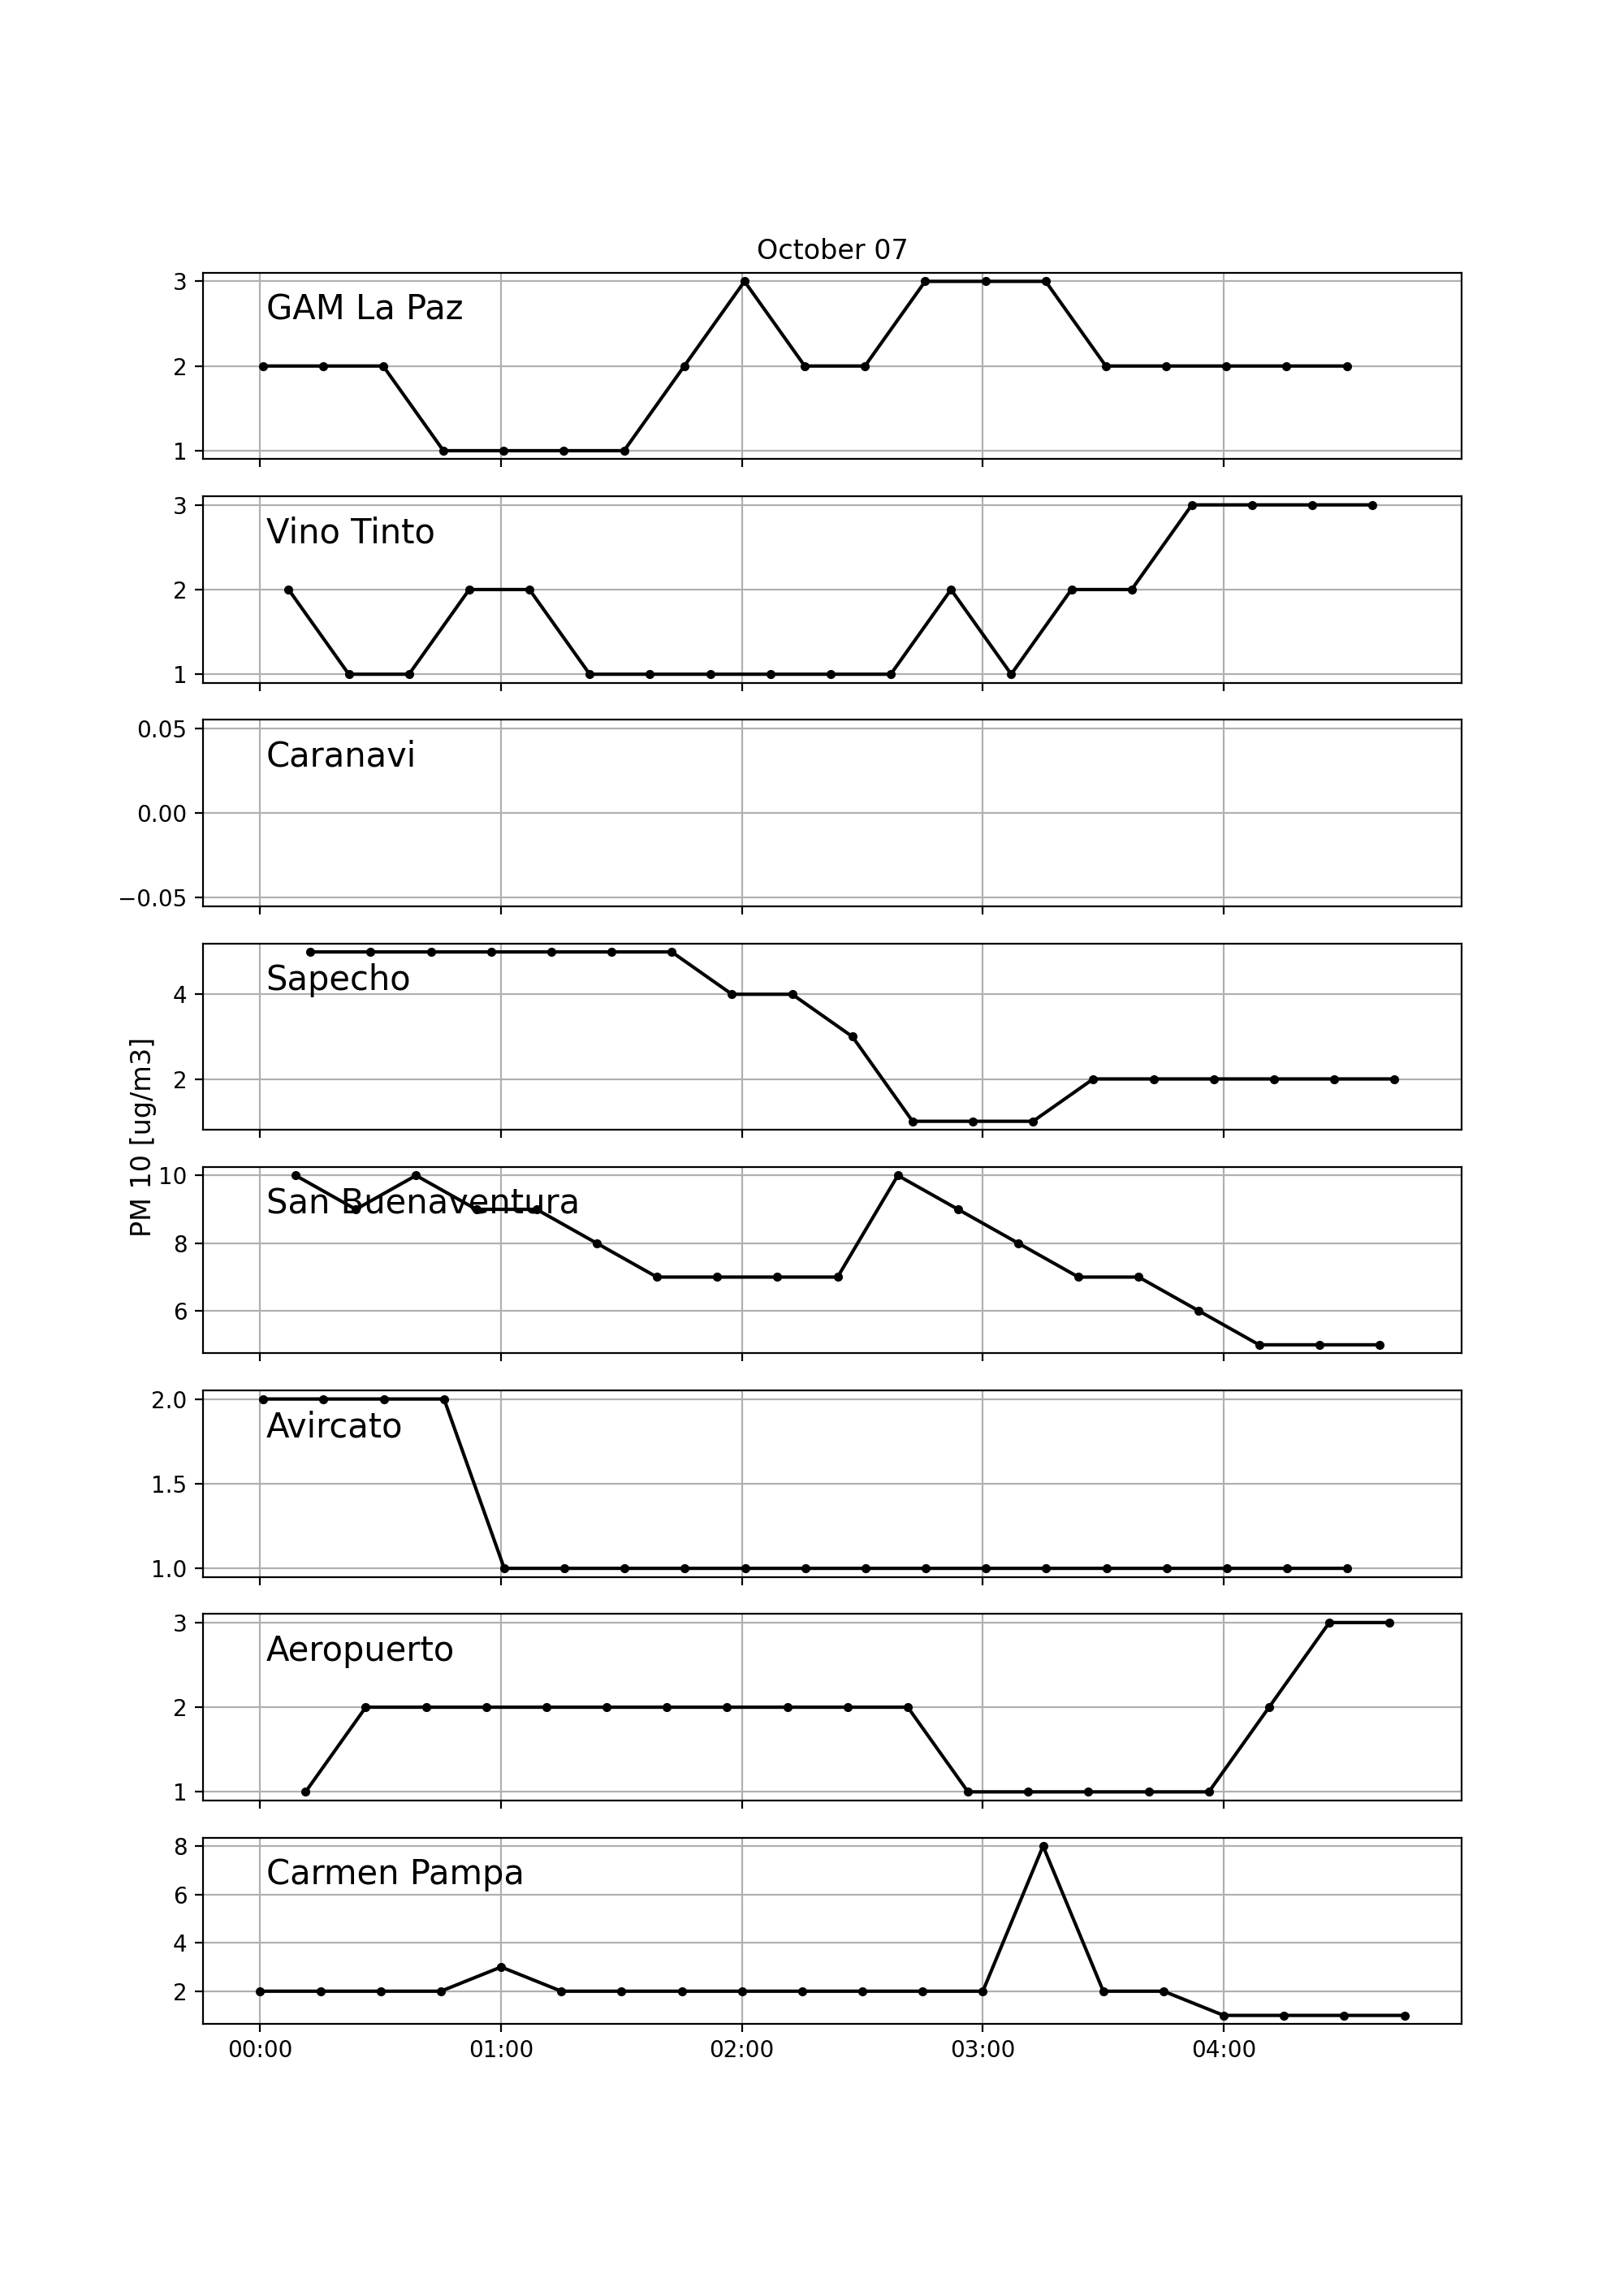 October 07
3
GAM La Paz
2
1
3
Vino Tinto
2
1
0.05
Caranavi
0.00
−0.05
Sapecho
4
2
PM 10 [ug/m3]
10
San Buenaventura
8
6
2.0
Avircato
1.5
1.0
3
Aeropuerto
2
1
8
Carmen Pampa
6
4
2
00:00 01:00 02:00 03:00 04:00